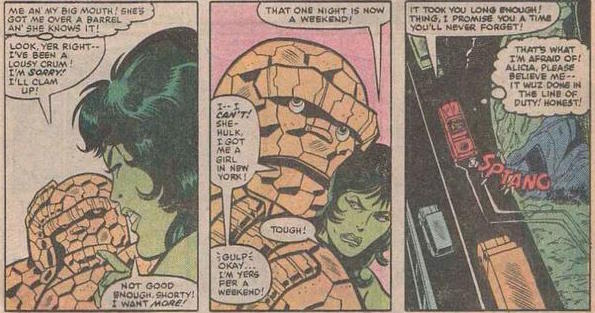 ME AN' MY BIG MOUTH! SHE'S
GOT ME OVER A BARREL
AN' SHE KNOWS IT!
LOOK, YER RIGHT--
I'VE BEEN A
LOUSY CRUM!
I'M SORRY!
I'LL CLAM
UP!
NOT GOOD
ENOUGH, SHORTY!
I WANT MORE!
THAT ONE NIGHT IS NOW
A WEEKEND!
I-- I
CAN'T!
SHE-
HULK,
I GOT
ME A
GIRL
IN NEW
YORK!
TOUGH!
:GULP:
OKAY...
I'M YERS
FER A
WEEKEND!
IT TOOK YOU LONG ENOUGH!
THING, I PROMISE YOU A TIME
YOU'LL NEVER FORGET!
THAT'S WHAT
I'M AFRAID OF!
ALICIA, PLEASE
BELIEVE ME--
IT WUZ DONE IN
THE LINE OF
DUTY! HONEST!
SPTANG